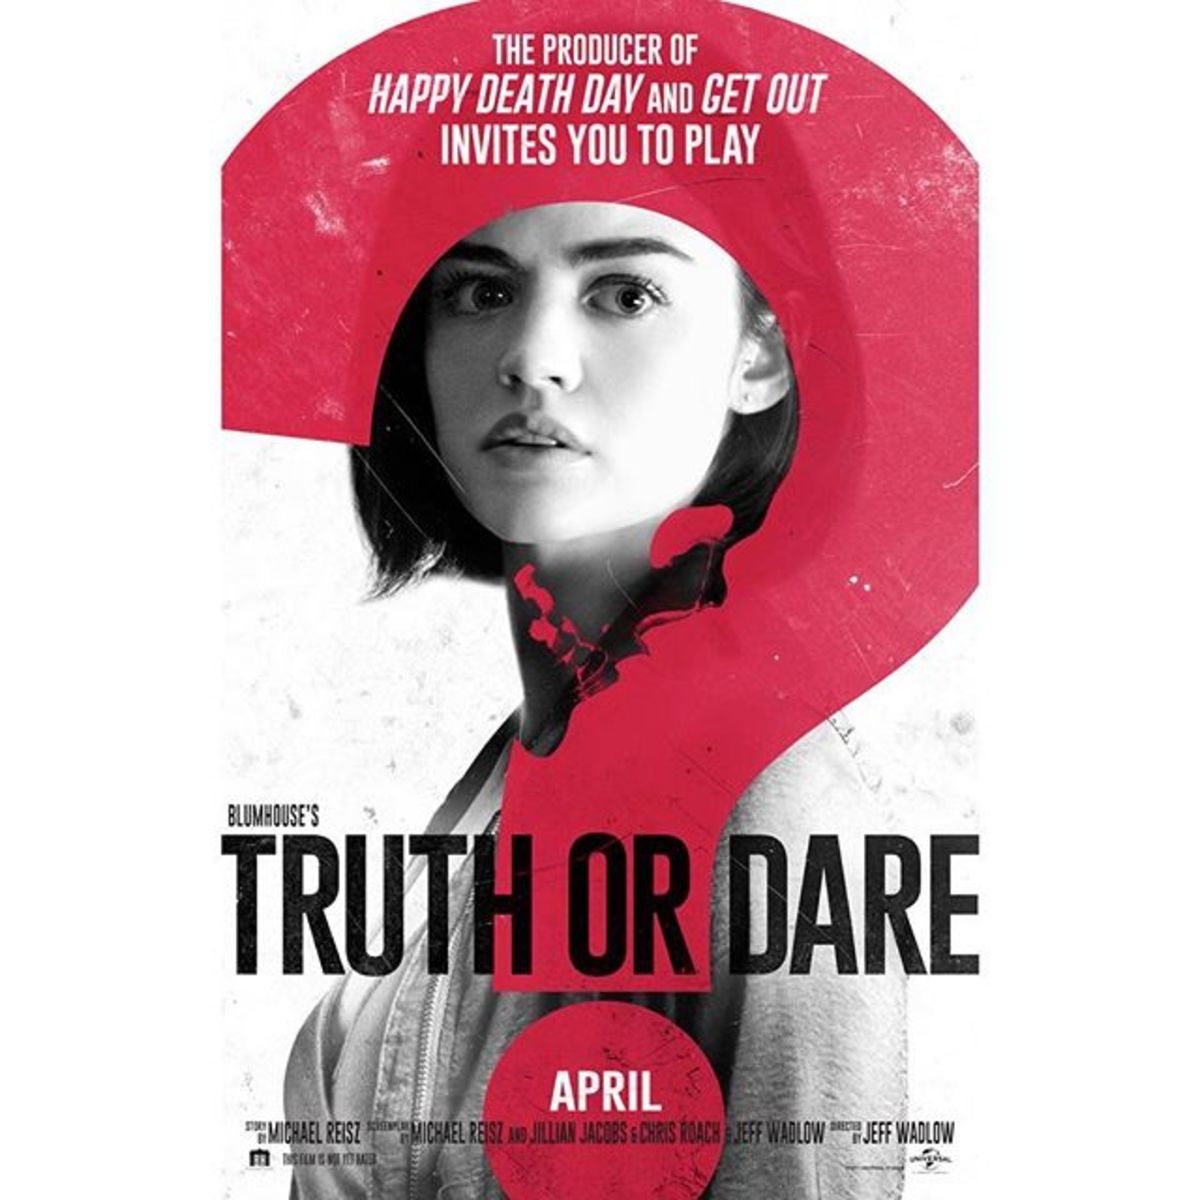 THE PRODUCER OF
HAPPY DEATH DAY AND GET OUT
INVITES YOU TO PLAY
BLUMHOUSE'S
TRUTH OR DARE
APRIL
STORY BY MICHAEL REISZ SCREENPLAY BY MICHAEL REISZ AND JILLIAN JACOBS & CHRIS ROACH & JEFF WADLOW DIRECTED BY JEFF WADLOW
THIS FILM IS NOT YET RATED
UNIVERSAL